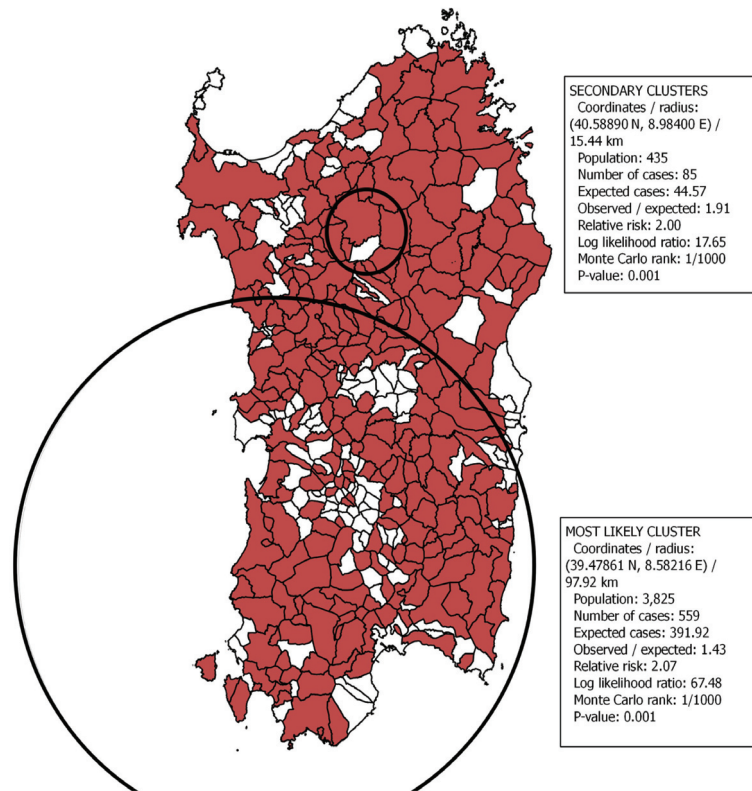 SECONDARY CLUSTERS
Coordinates / radius:
(40.58890 N, 8.98400 E) /
15.44 km
Population: 435
Number of cases: 85
Expected cases: 44.57
Observed / expected: 1.91
Relative risk: 2.00
Log likelihood ratio: 17.65
Monte Carlo rank: 1/1000
P-value: 0.001
MOST LIKELY CLUSTER
Coordinates / radius:
(39.47861 N, 8.58216 E) /
97.92 km
Population: 3,825
Number of cases: 559
Expected cases: 391.92
Observed / expected: 1.43
Relative risk: 2.07
Log likelihood ratio: 67.48
Monte Carlo rank: 1/1000
P-value: 0.001